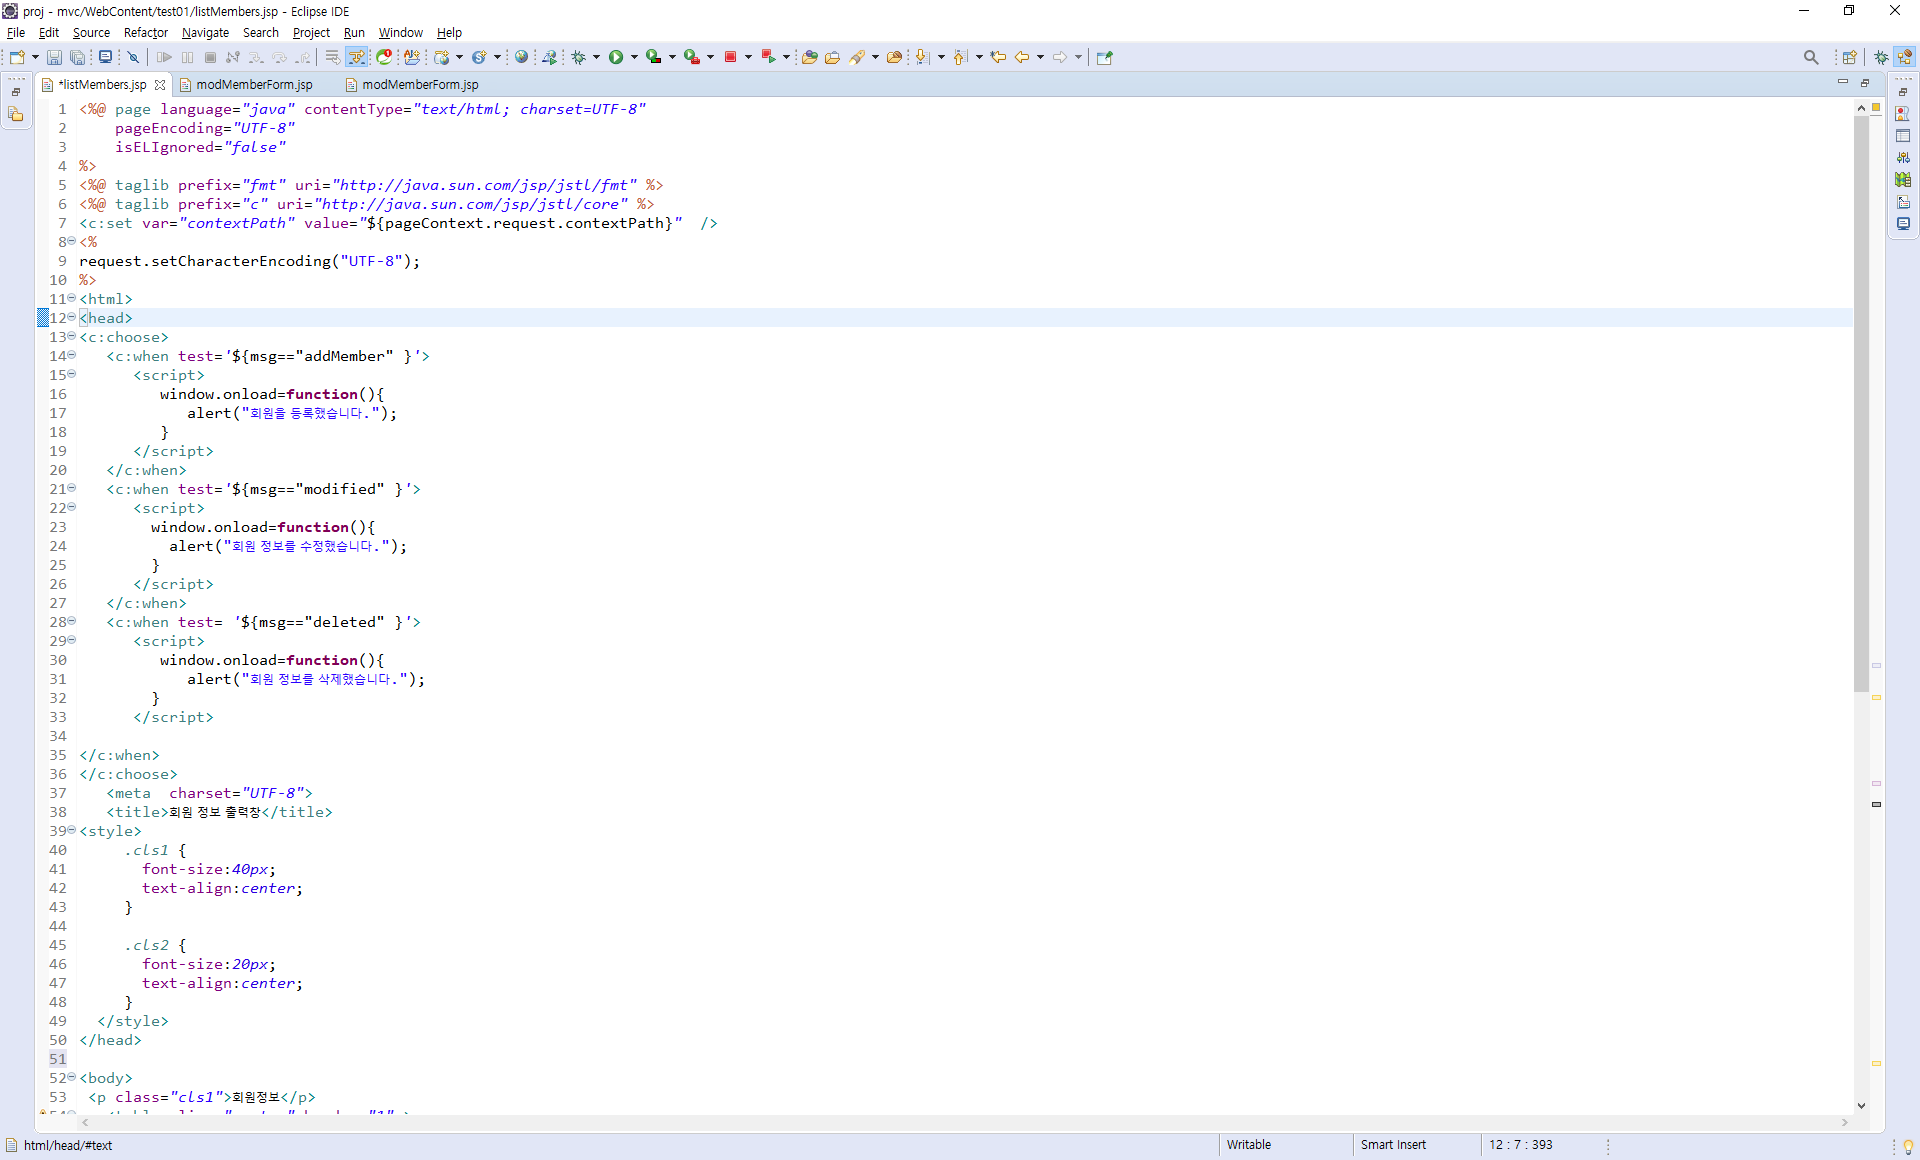 proj - mvc/WebContent/test01/listMembers.jsp - Eclipse IDE
File Edit Source Refactor Navigate Search Project Run Window Help
*listMembers.jsp modMemberForm.jsp modMemberForm.jsp
1 <%@ page language="java" contentType="text/html; charset=UTF-8"
2     pageEncoding="UTF-8"
3     isELIgnored="false"
4 %>
5 <%@ taglib prefix="fmt" uri="http://java.sun.com/jsp/jstl/fmt" %>
6 <%@ taglib prefix="c" uri="http://java.sun.com/jsp/jstl/core" %>
7 <c:set var="contextPath" value="${pageContext.request.contextPath}"  />
8 <%
9 request.setCharacterEncoding("UTF-8");
10 %>
11 <html>
12 <head>
13 <c:choose>
14    <c:when test='${msg=="addMember" }'>
15       <script>
16          window.onload=function(){
17             alert("회원을 등록했습니다.");
18          }
19       </script>
20    </c:when>
21    <c:when test='${msg=="modified" }'>
22       <script>
23         window.onload=function(){
24           alert("회원 정보를 수정했습니다.");
25         }
26       </script>
27    </c:when>
28    <c:when test= '${msg=="deleted" }'>
29       <script>
30          window.onload=function(){
31             alert("회원 정보를 삭제했습니다.");
32         }
33       </script>
34
35 </c:when>
36 </c:choose>
37    <meta  charset="UTF-8">
38    <title>회원 정보 출력창</title>
39 <style>
40      .cls1 {
41        font-size:40px;
42        text-align:center;
43      }
44
45      .cls2 {
46        font-size:20px;
47        text-align:center;
48      }
49   </style>
50 </head>
51
52 <body>
53  <p class="cls1">회원정보</p>
html/head/#text Writable Smart Insert 12 : 7 : 393